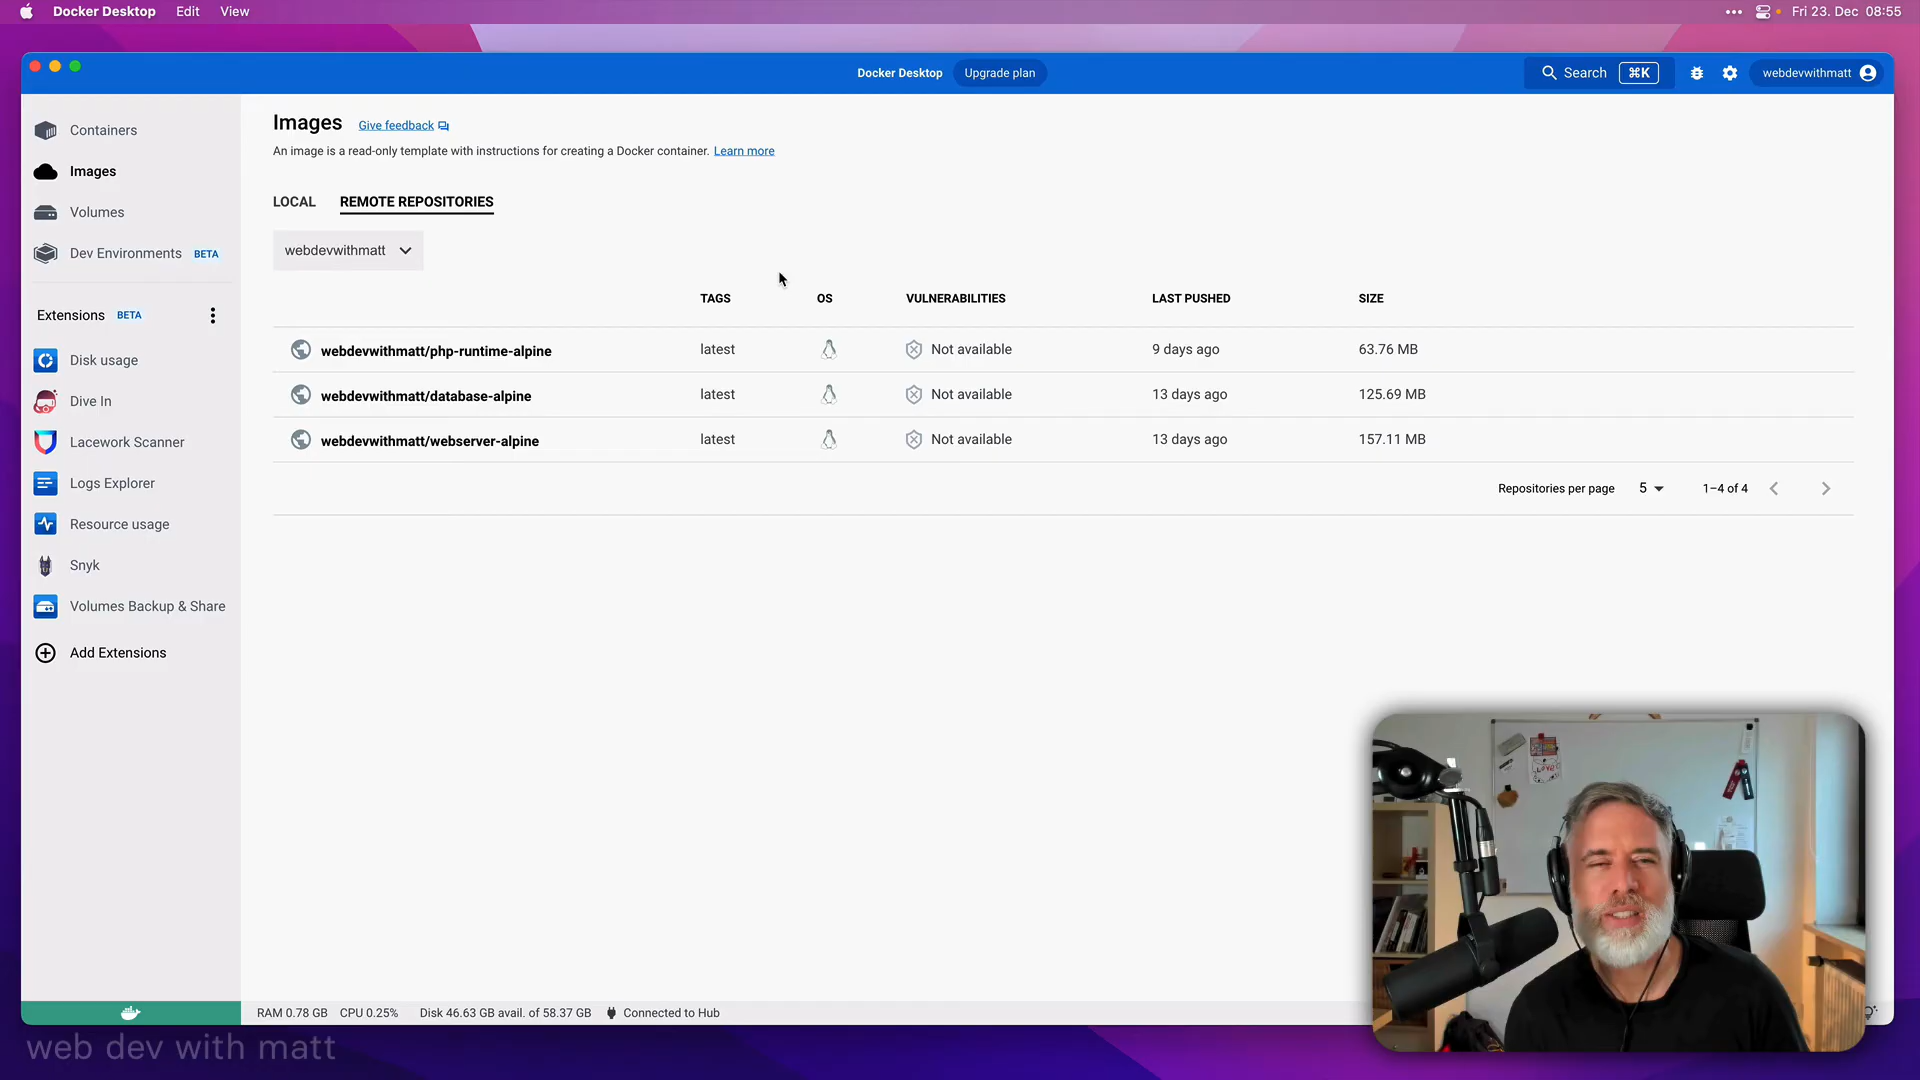 Docker Desktop Edit View
Fri 23. Dec 08:55
Docker Desktop Upgrade plan
Search ⌘K
webdevwithmatt
Containers
Images
Volumes
Dev Environments BETA
Extensions BETA
Disk usage
Dive In
Lacework Scanner
Logs Explorer
Resource usage
Snyk
Volumes Backup & Share
Add Extensions
Images Give feedback
An image is a read-only template with instructions for creating a Docker container. Learn more
LOCAL REMOTE REPOSITORIES
webdevwithmatt
TAGS OS VULNERABILITIES LAST PUSHED SIZE
webdevwithmatt/php-runtime-alpine latest Not available 9 days ago 63.76 MB
webdevwithmatt/database-alpine latest Not available 13 days ago 125.69 MB
webdevwithmatt/webserver-alpine latest Not available 13 days ago 157.11 MB
Repositories per page 5 1–4 of 4
LOVE
RAM 0.78 GB CPU 0.25% Disk 46.63 GB avail. of 58.37 GB Connected to Hub
web dev with matt